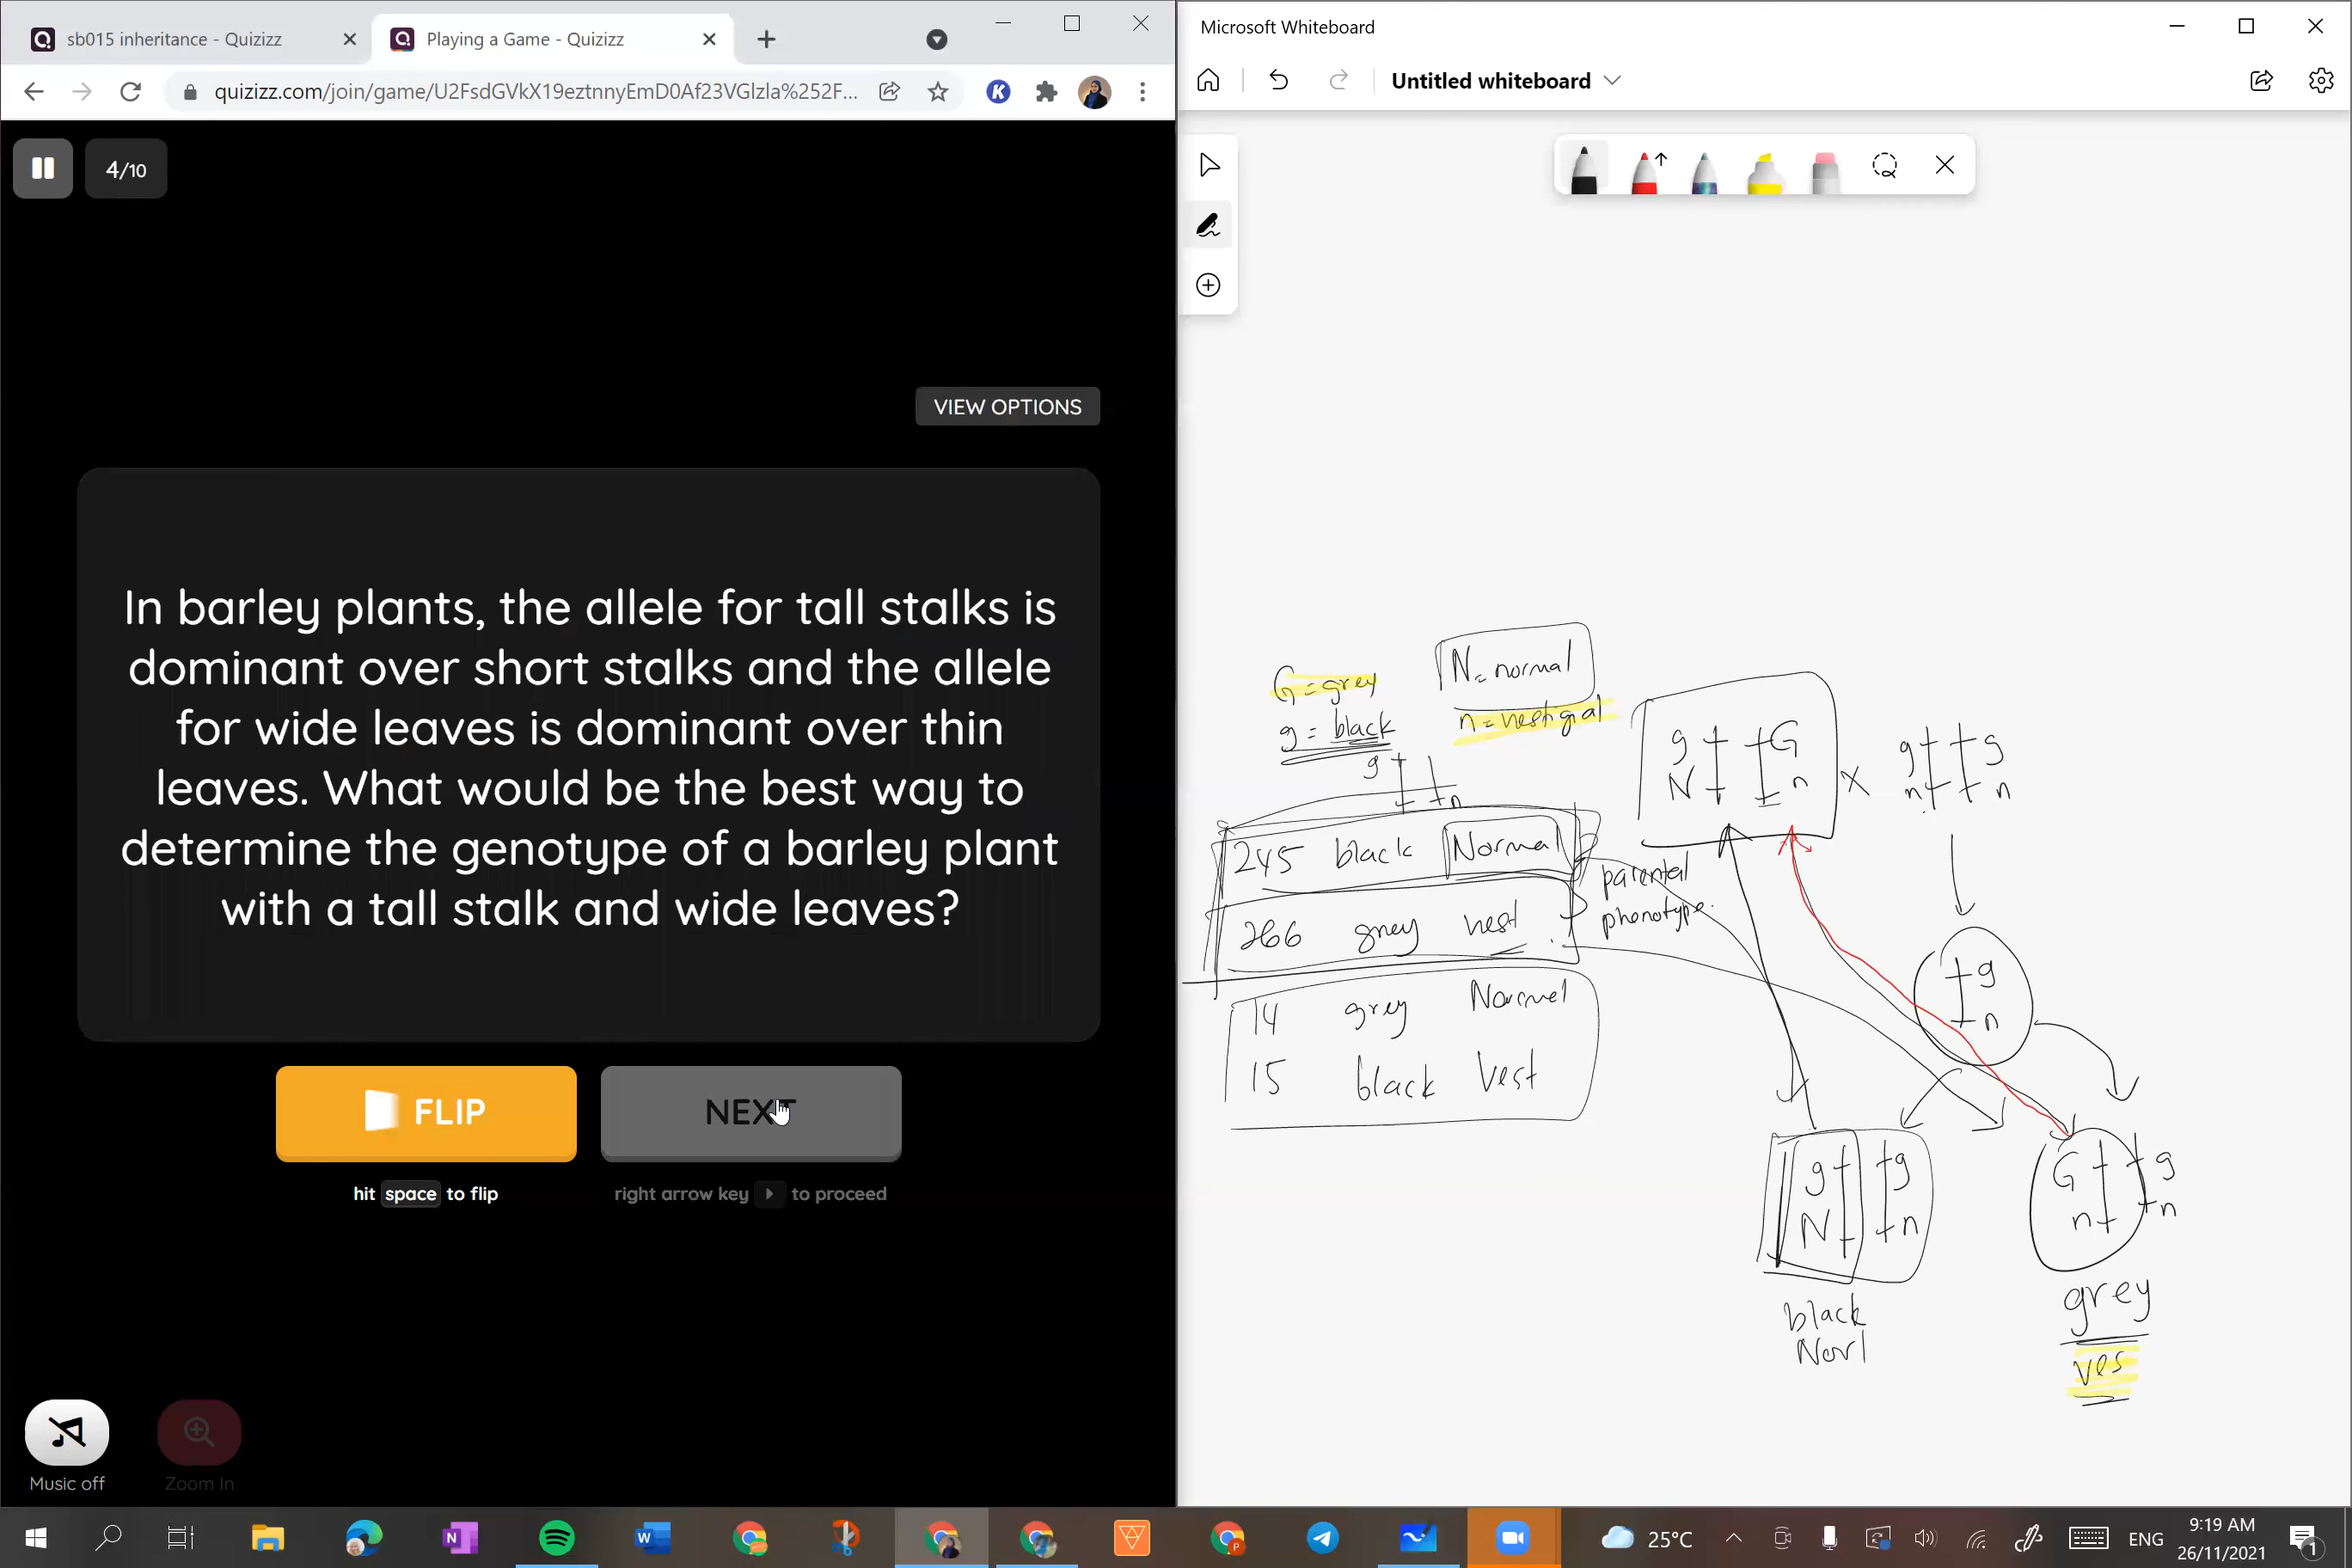 sb015 inheritance - Quizizz
Playing a Game - Quizizz
quizizz.com/join/game/U2FsdGVkX19eztnnyEmD0Af23VGlzla%252F...
4/10
VIEW OPTIONS
In barley plants, the allele for tall stalks is
dominant over short stalks and the allele
for wide leaves is dominant over thin
leaves. What would be the best way to
determine the genotype of a barley plant
with a tall stalk and wide leaves?
FLIP
NEXT
hit space to flip
right arrow key to proceed
Music off
Zoom In
Microsoft Whiteboard
Untitled whiteboard
G = grey
g = black
N = normal
n = vestigial
g
n
245 black Normal
266 grey vest
14 grey Normal
15 black Vest
parental
phenotype.
g G
N n
X
g g
n n
g
n
g g
N n
black
Norl
G g
n n
grey
ves
25°C
ENG
9:19 AM
26/11/2021
1